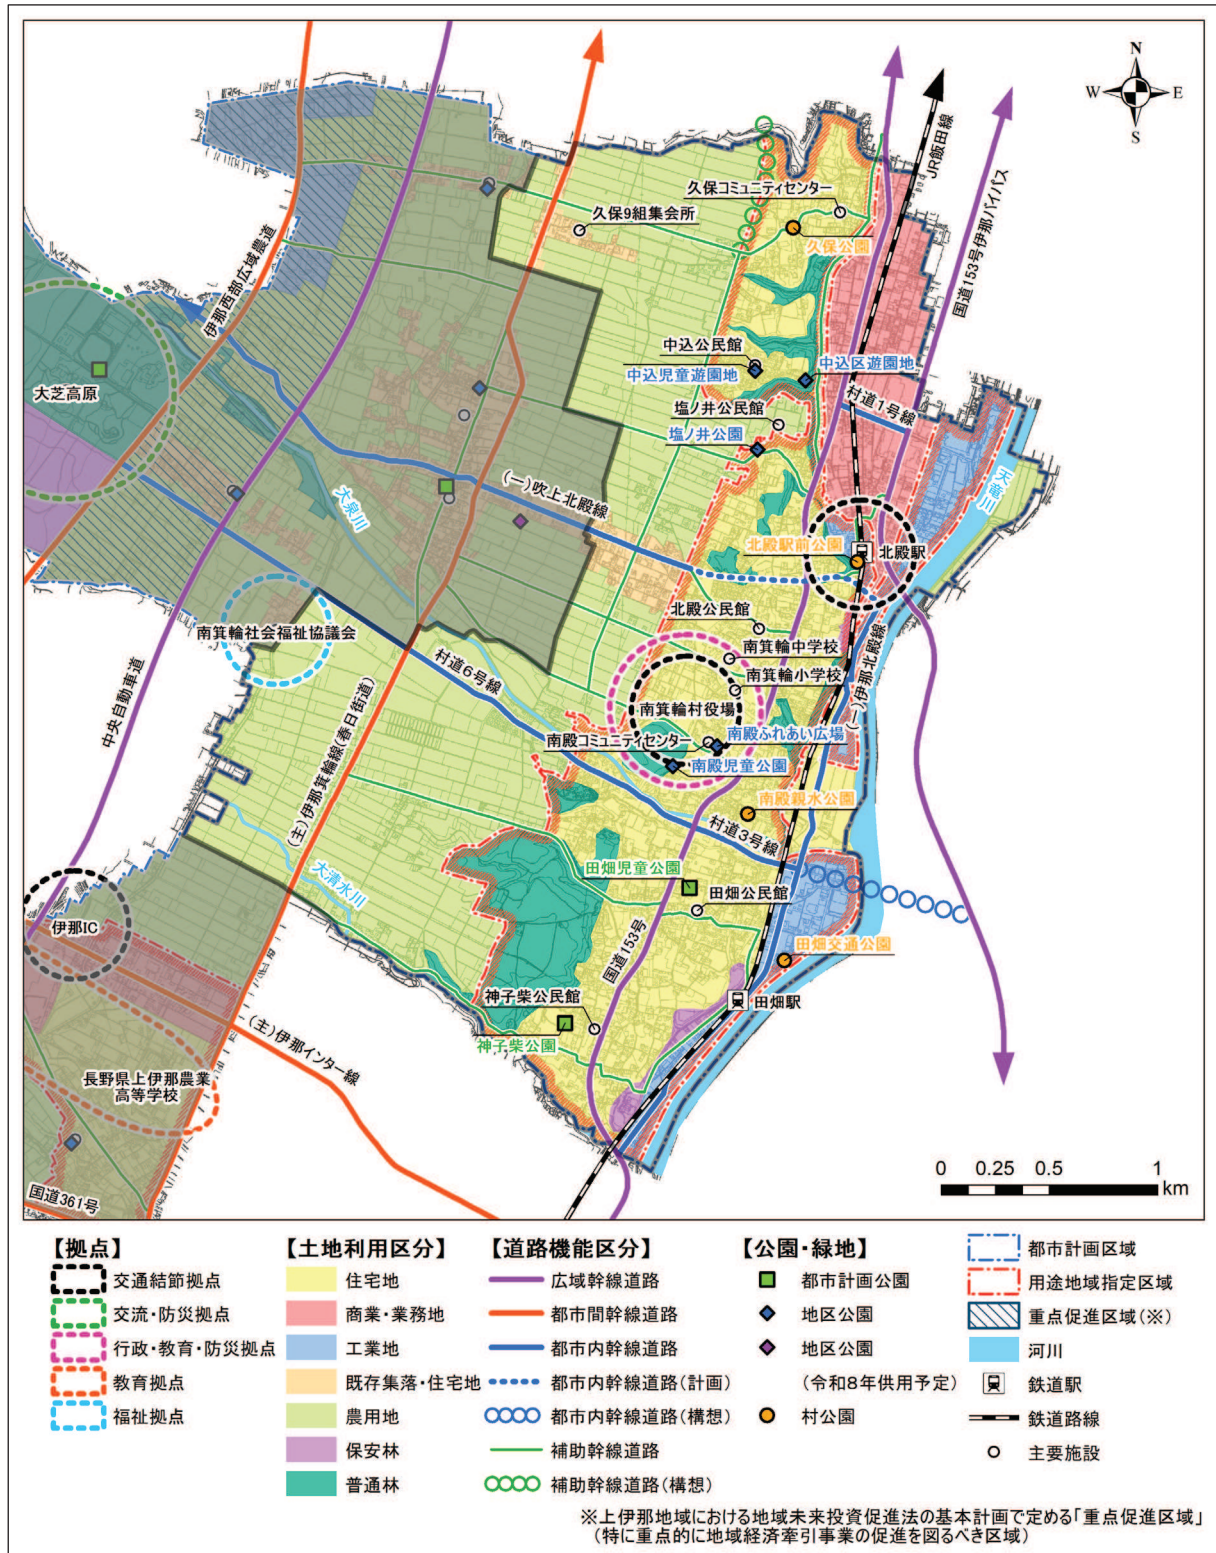 N
W
E
S
JR飯田線
国道153号伊那バイパス
久保コミュニティセンター
久保9組集会所
久保公園
伊那西部広域農道
中込公民館
中込児童遊園地
中込区遊園地
大芝高原
村道1号線
塩ノ井公民館
塩ノ井公園
天竜川
(一)吹上北殿線
大泉川
北殿駅前公園
北殿駅
北殿公民館
南箕輪社会福祉協議会
南箕輪中学校
村道6号線
南箕輪小学校
(一)伊那北殿線
南箕輪村役場
中央自動車道
南殿コミュニティセンター
南殿ふれあい広場
(主)伊那箕輪線(春日街道)
南殿児童公園
南殿親水公園
村道3号線
大清水川
田畑児童公園
田畑公民館
伊那IC
国道153号
田畑交通公園
神子柴公民館
田畑駅
神子柴公園
(主)伊那インター線
長野県上伊那農業
高等学校
国道361号
0 0.25 0.5 1
km
【拠点】
交通結節拠点
交流・防災拠点
行政・教育・防災拠点
教育拠点
福祉拠点
【土地利用区分】
住宅地
商業・業務地
工業地
既存集落・住宅地
農用地
保安林
普通林
【道路機能区分】
広域幹線道路
都市間幹線道路
都市内幹線道路
都市内幹線道路(計画)
都市内幹線道路(構想)
補助幹線道路
補助幹線道路(構想)
【公園・緑地】
都市計画公園
地区公園
地区公園
(令和8年供用予定)
村公園
都市計画区域
用途地域指定区域
重点促進区域(※)
河川
鉄道駅
鉄道路線
主要施設
※上伊那地域における地域未来投資促進法の基本計画で定める「重点促進区域」
(特に重点的に地域経済牽引事業の促進を図るべき区域)